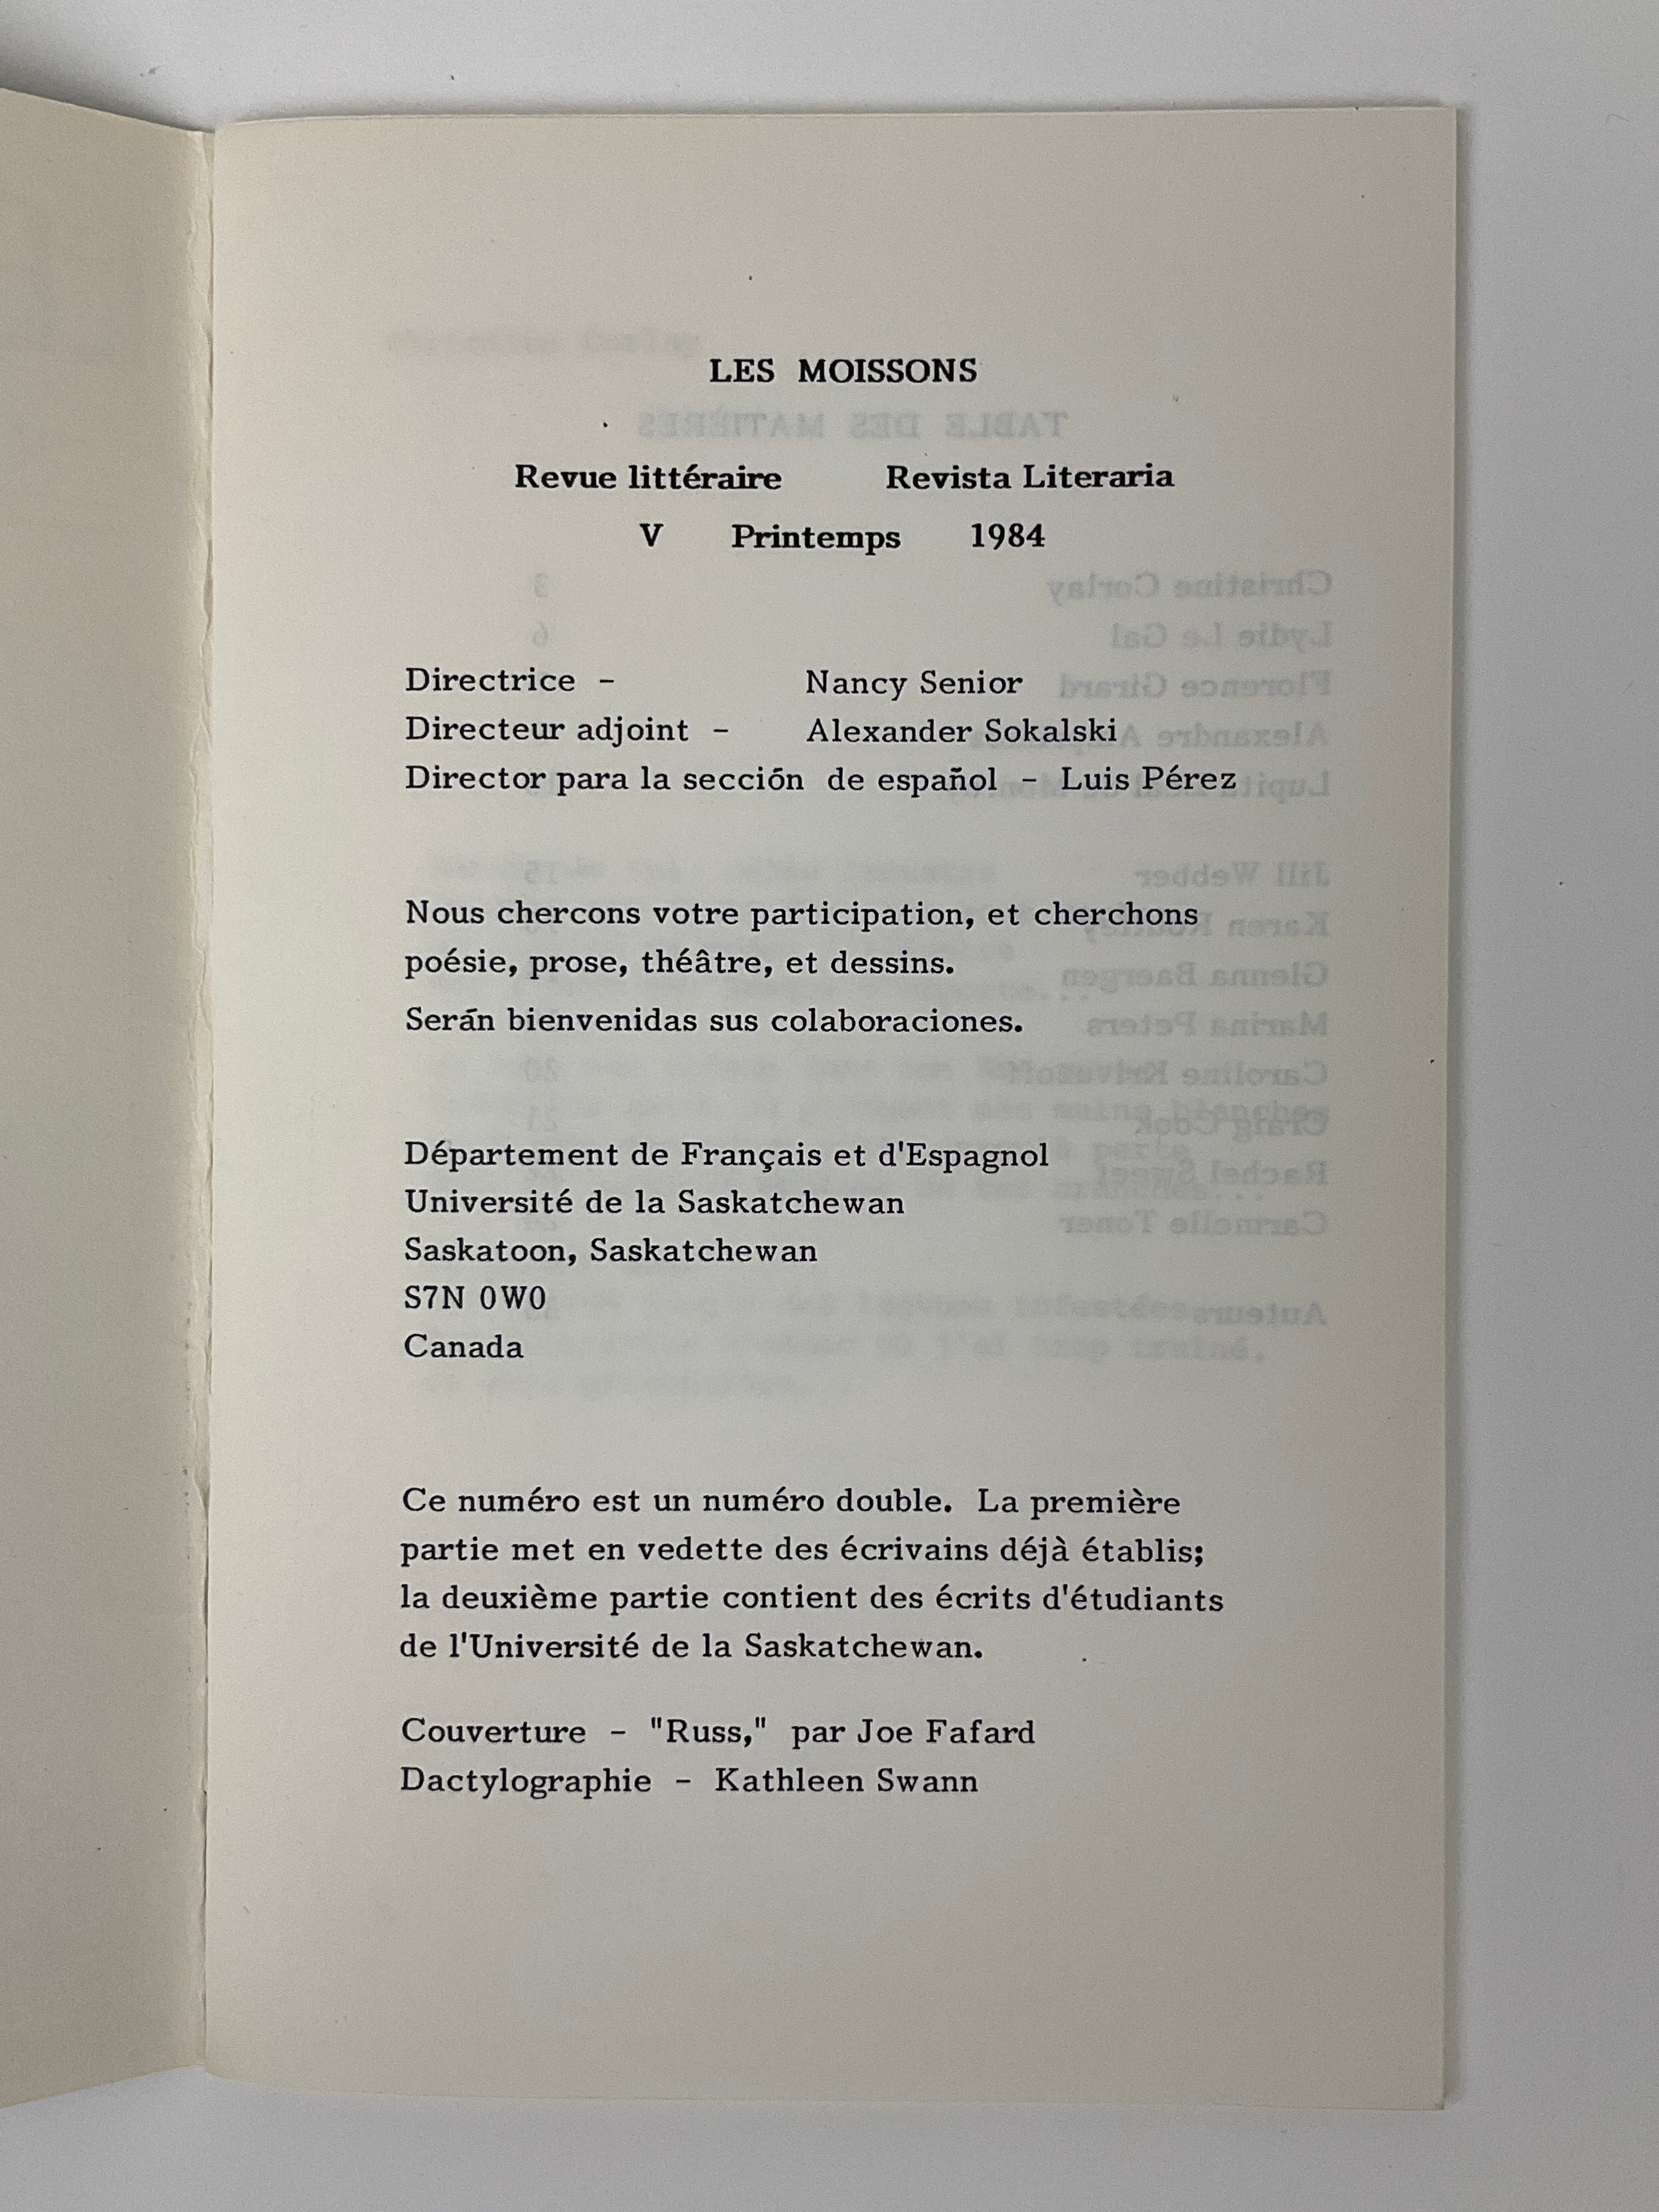 LES MOISSONS
Revue littéraire Revista Literaria
V Printemps 1984
Directrice - Nancy Senior
Directeur adjoint - Alexander Sokalski
Director para la sección de español - Luis Pérez
Nous chercons votre participation, et cherchons
poésie, prose, théâtre, et dessins.
Serán bienvenidas sus colaboraciones.
Département de Français et d'Espagnol
Université de la Saskatchewan
Saskatoon, Saskatchewan
S7N 0W0
Canada
Ce numéro est un numéro double. La première
partie met en vedette des écrivains déjà établis;
la deuxième partie contient des écrits d'étudiants
de l'Université de la Saskatchewan.
Couverture - "Russ," par Joe Fafard
Dactylographie - Kathleen Swann